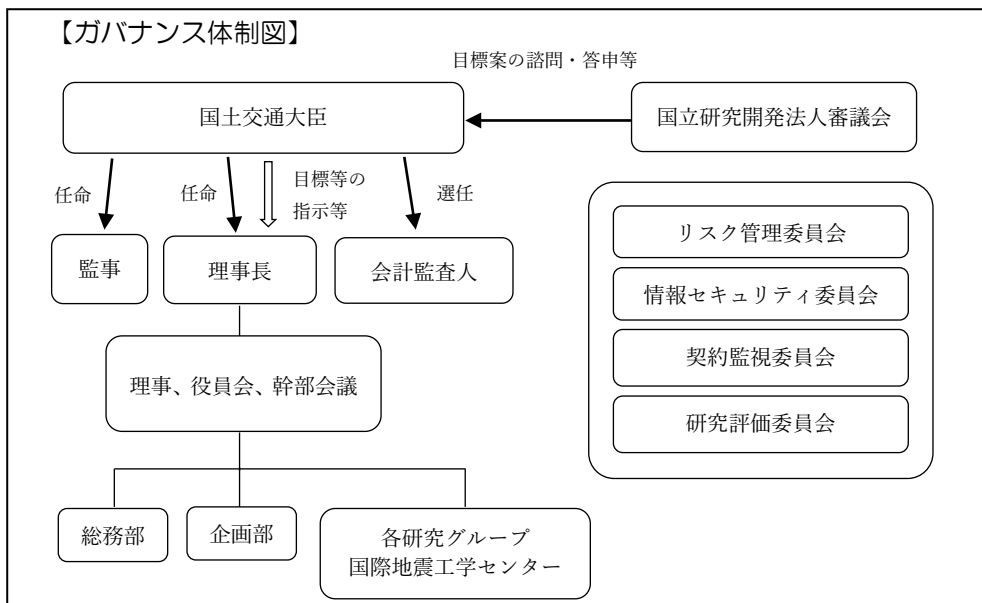 【ガバナンス体制図】
目標案の諮問・答申等
国土交通大臣
国立研究開発法人審議会
任命
任命
目標等の
指示等
選任
監事
理事長
会計監査人
リスク管理委員会
情報セキュリティ委員会
契約監視委員会
研究評価委員会
理事、役員会、幹部会議
総務部
企画部
各研究グループ
国際地震工学センター